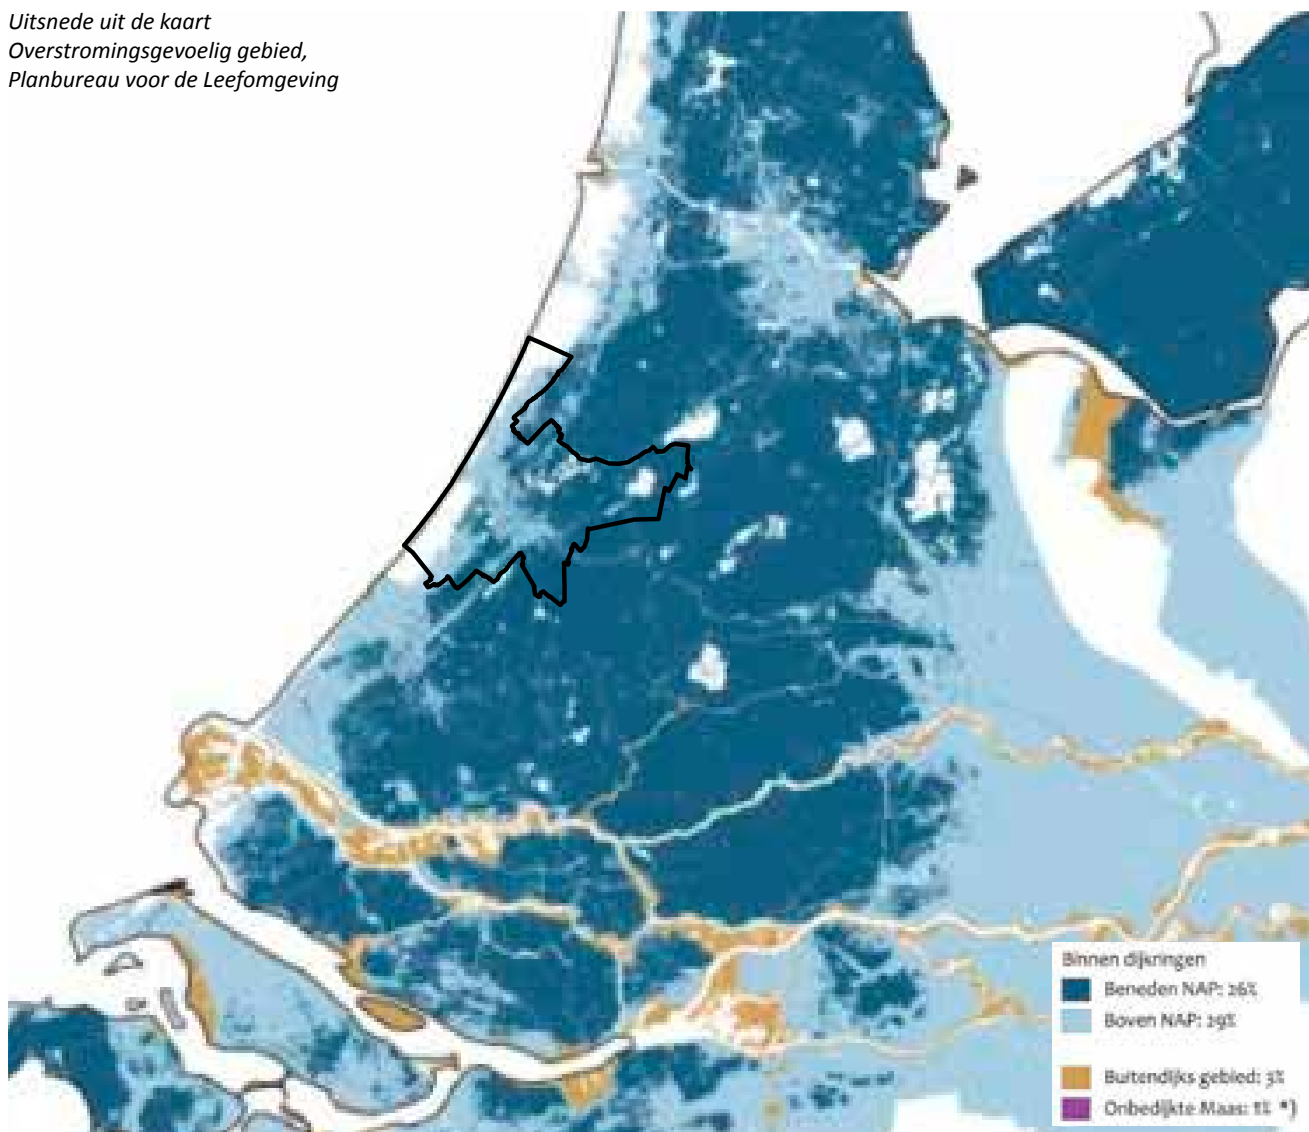 Uitsnede uit de kaart
Overstromingsgevoelig gebied,
Planbureau voor de Leefomgeving
Binnen dijkringen
Beneden NAP: 26%
Boven NAP: 29%
Buitendijks gebied: 3%
Onbedijkte Maas: 1% *)